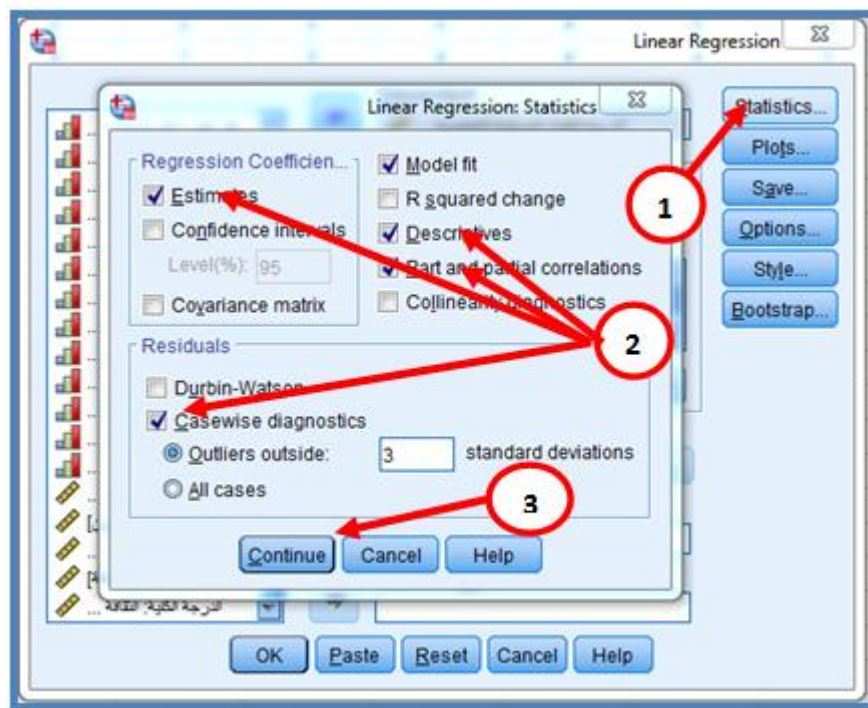 Linear Regression
Linear Regression: Statistics
Statistics...
Plots...
Save...
Options...
Style...
Bootstrap...
Regression Coefficien...
Estimates
Confidence intervals
Level(%): 95
Covariance matrix
Model fit
R squared change
Descriptives
Part and partial correlations
Collinearity diagnostics
Residuals
Durbin-Watson
Casewise diagnostics
Outliers outside: 3 standard deviations
All cases
Continue Cancel Help
1
2
3
الدرجة الكلية: الثقافة ...
OK Paste Reset Cancel Help